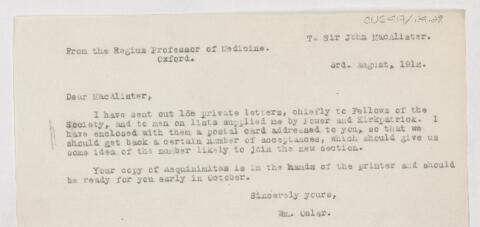 CUS417/124.28
To Sir John MacAlister.
From the Regius Professor of Medicine.
Oxford.
3rd. August, 1912.
Dear MacAlister,
I have sent out 168 private letters, chiefly to Fellows of the
Society, and to men on lists supplied me by Power and Kirkpatrick. I
have enclosed with them a postal card addressed to you, so that we
should get back a certain number of acceptances, which should give us
some idea of the number likely to join the new section.
Your copy of Aequinimitas is in the hands of the printer and should
be ready for you early in October.
Sincerely yours,
Wm. Osler.